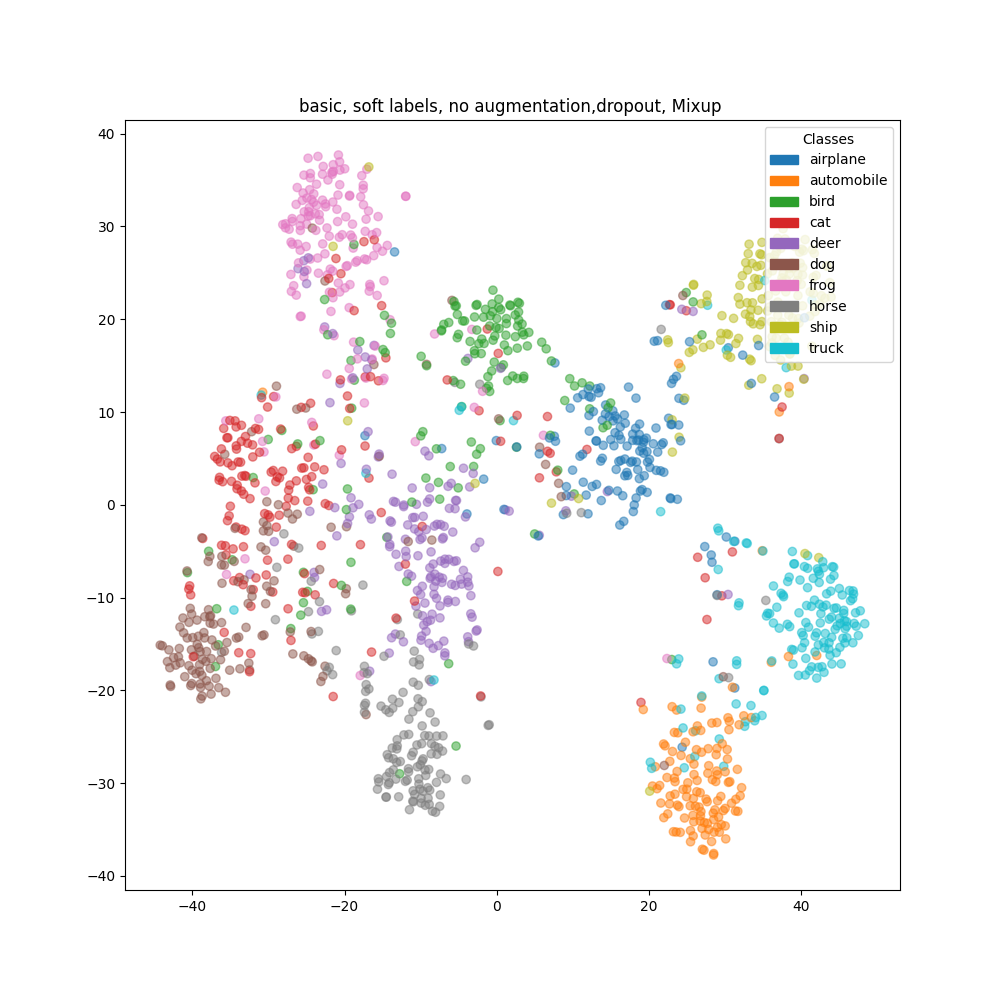 basic, soft labels, no augmentation,dropout, Mixup
Classes
airplane
automobile
bird
cat
deer
dog
frog
horse
ship
truck
40
30
20
10
0
−10
−20
−30
−40
−40
−20
0
20
40